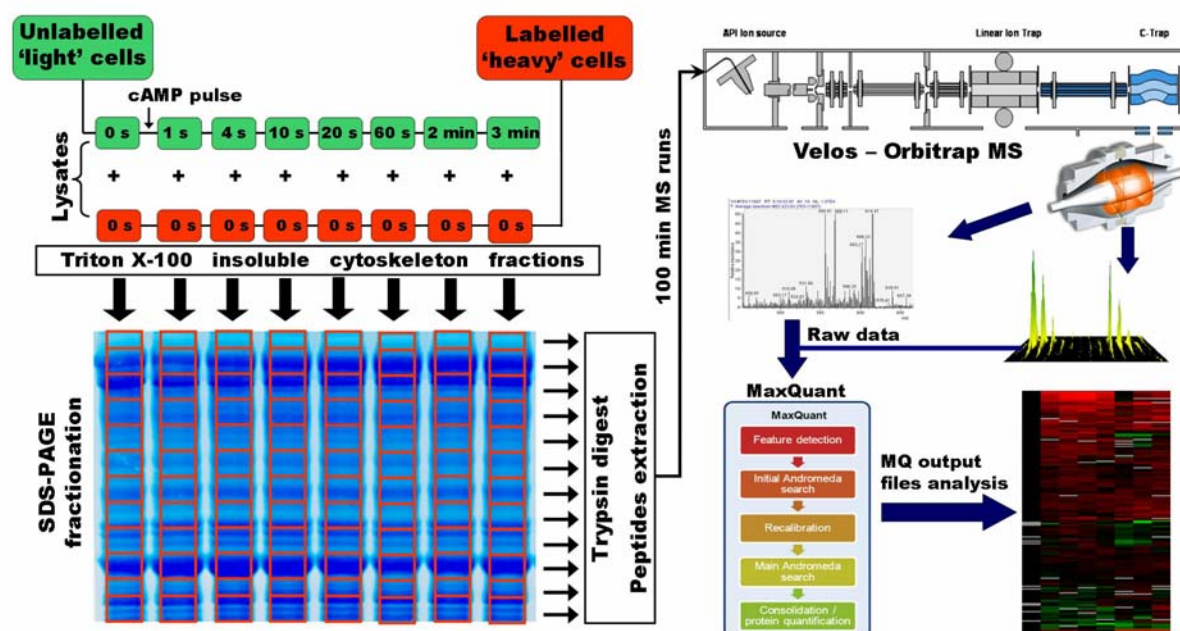 Unlabelled
'light' cells
Labelled
'heavy' cells
cAMP pulse
0 s 1 s 4 s 10 s 20 s 60 s 2 min 3 min
Lysates
+ + + + + + + +
0 s 0 s 0 s 0 s 0 s 0 s 0 s 0 s
Triton X-100 insoluble cytoskeleton fractions
SDS-PAGE
fractionation
Trypsin digest
Peptides extraction
100 min MS runs
API Ion source
Linear Ion Trap
C-Trap
Velos – Orbitrap MS
Raw data
MaxQuant
MaxQuant
Feature detection
Initial Andromeda
search
Recalibration
Main Andromeda
search
Consolidation /
protein quantification
MQ output
files analysis